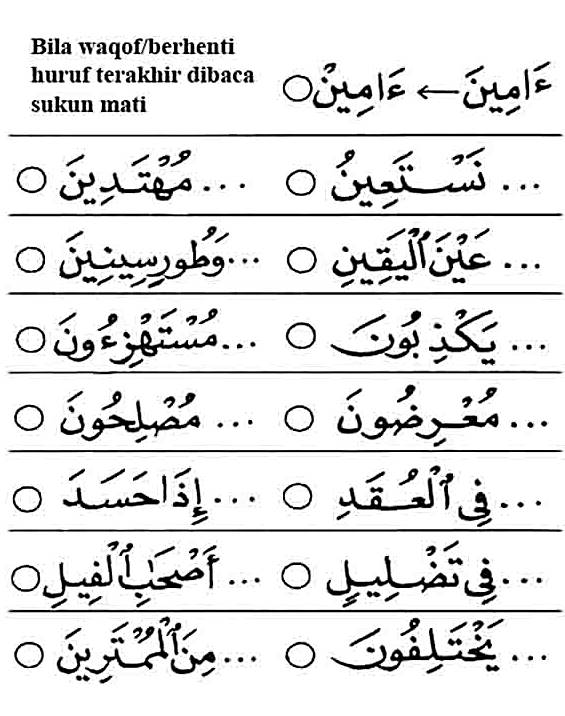 Bila waqof/berhenti
huruf terakhir dibaca
sukun mati
ءَامِينَ ← ءَامِينْ ○
... نَسْتَعِينُ ○ ... مُهْتَدِينَ ○
... عَيْنَ ٱلْيَقِينِ ○ ... وَطُورِسِينِينَ ○
... يَكْذِبُونَ ○ ... مُسْتَهْزِءُونَ ○
... مُعْرِضُونَ ○ ... مُصْلِحُونَ ○
... فِى ٱلْعُقَدِ ○ ... إِذَا حَسَدَ ○
... فِى تَضْلِيلٍ ○ ... أَصْحَٰبِ ٱلْفِيلِ ○
... يَخْتَلِفُونَ ○ ... مِنَ ٱلْمُمْتَرِينَ ○